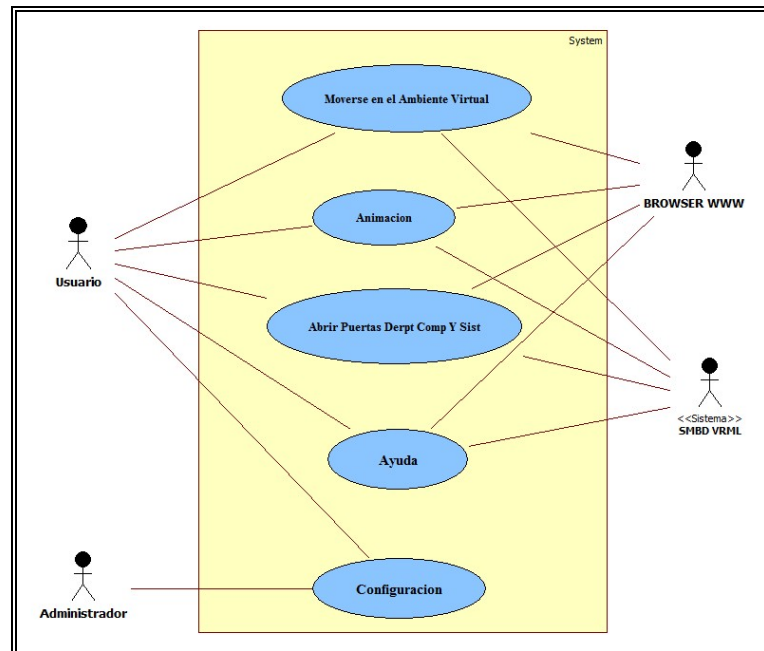 System
Moverse en el Ambiente Virtual
BROWSER WWW
Animacion
Usuario
Abrir Puertas Derpt Comp Y Sist
<<Sistema>>
SMBD VRML
Ayuda
Configuracion
Administrador